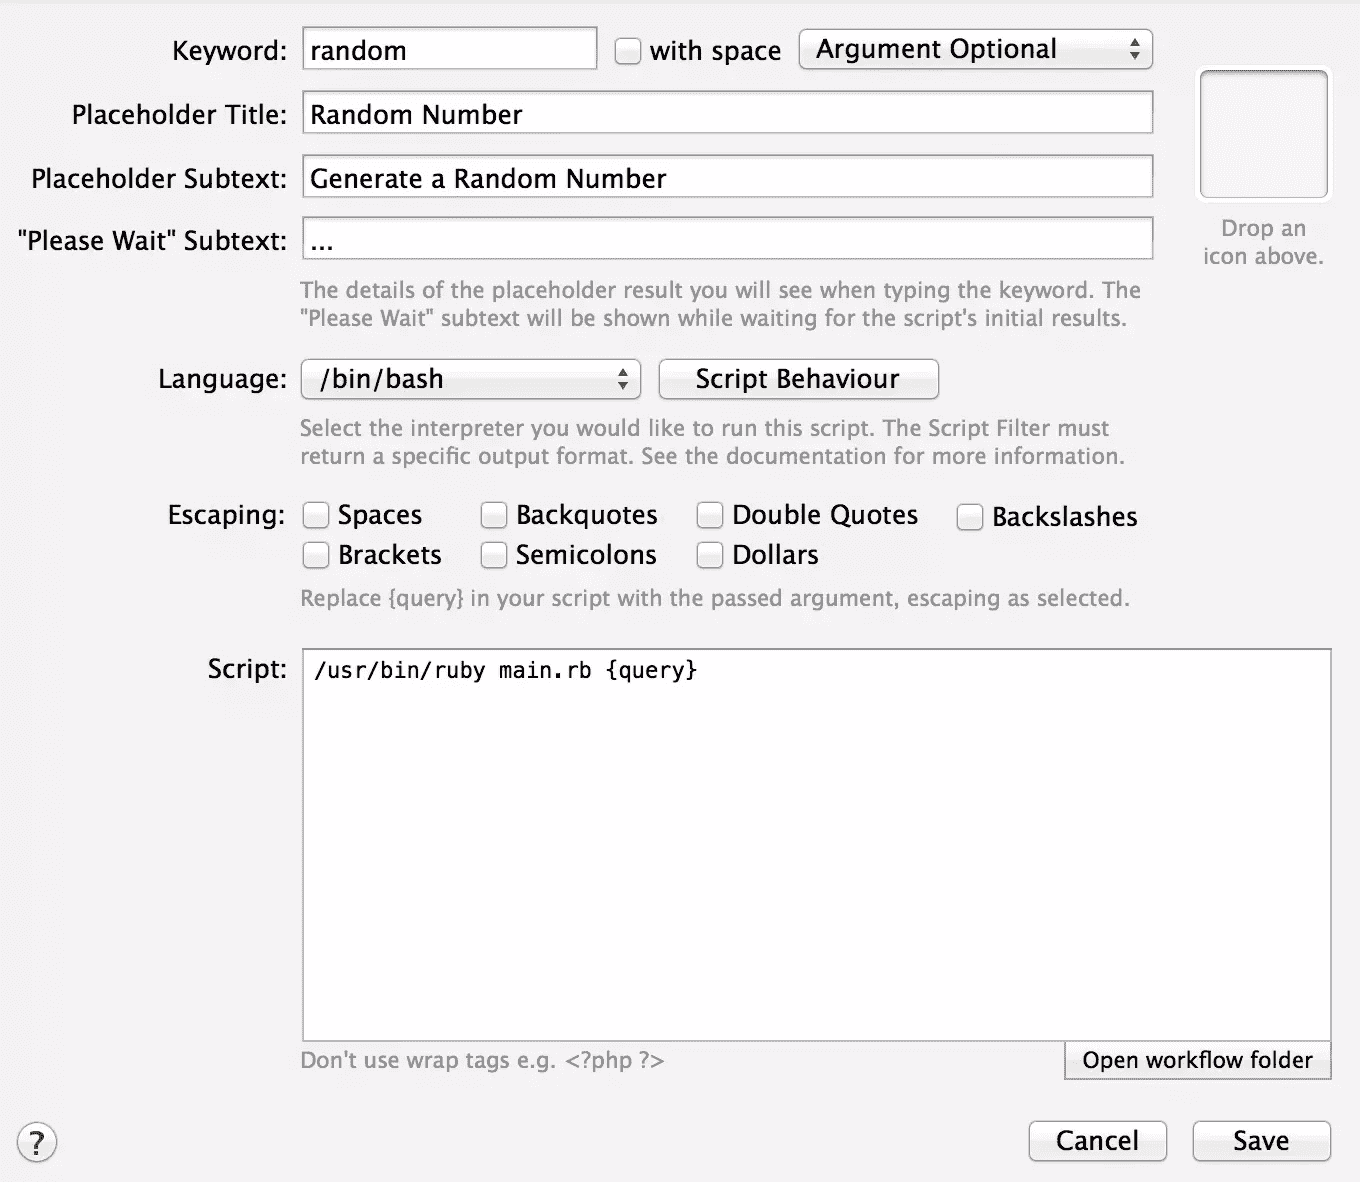 Keyword: random with space Argument Optional
Placeholder Title: Random Number
Placeholder Subtext: Generate a Random Number
"Please Wait" Subtext: ...
Drop an
icon above.
The details of the placeholder result you will see when typing the keyword. The
"Please Wait" subtext will be shown while waiting for the script's initial results.
Language: /bin/bash Script Behaviour
Select the interpreter you would like to run this script. The Script Filter must
return a specific output format. See the documentation for more information.
Escaping: Spaces Backquotes Double Quotes Backslashes
Brackets Semicolons Dollars
Replace {query} in your script with the passed argument, escaping as selected.
Script: /usr/bin/ruby main.rb {query}
Don't use wrap tags e.g. <?php ?> Open workflow folder
? Cancel Save